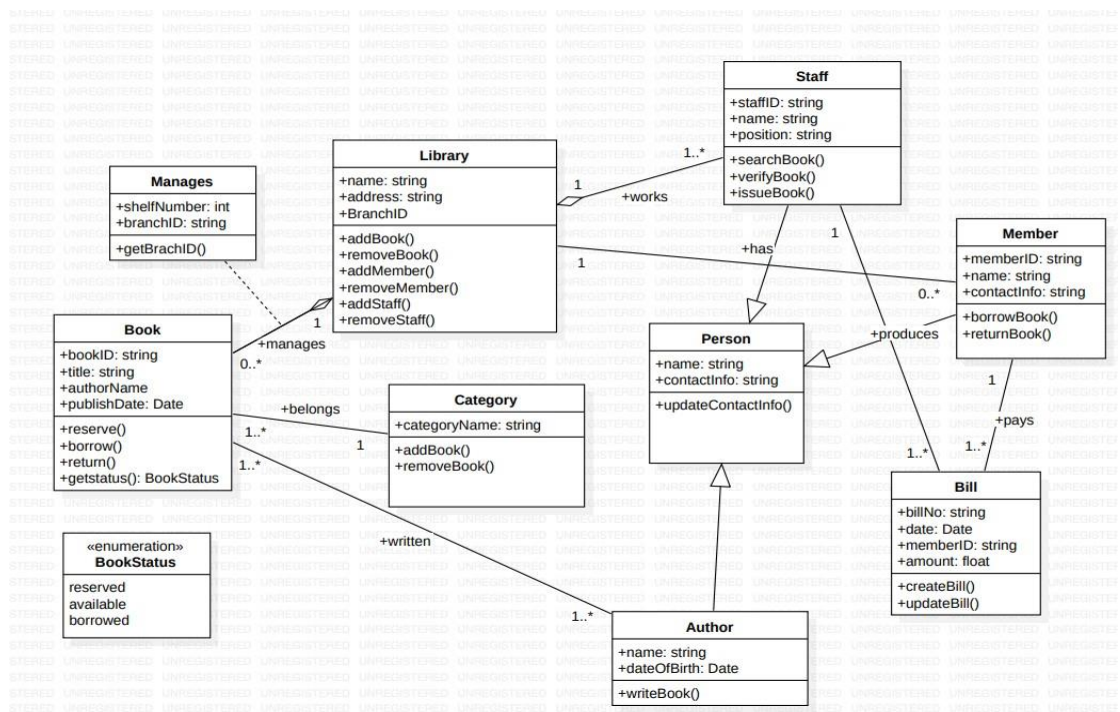 Staff
+staffID: string
+name: string
+position: string
+searchBook()
+verifyBook()
+issueBook()
Library
+name: string
+address: string
+BranchID
+addBook()
+removeBook()
+addMember()
+removeMember()
+addStaff()
+removeStaff()
1
+works
1..*
Manages
+shelfNumber: int
+branchID: string
+getBrachID()
Member
+memberID: string
+name: string
+contactInfo: string
+borrowBook()
+returnBook()
1
0..*
+has
1
+produces
1..*
Book
+bookID: string
+title: string
+authorName
+publishDate: Date
+reserve()
+borrow()
+return()
+getstatus(): BookStatus
1
+manages
0..*
Person
+name: string
+contactInfo: string
+updateContactInfo()
Category
+categoryName: string
+addBook()
+removeBook()
+belongs
1..*
1
1..*
+written
1..*
1
+pays
1..*
Bill
+billNo: string
+date: Date
+memberID: string
+amount: float
+createBill()
+updateBill()
«enumeration»
BookStatus
reserved
available
borrowed
Author
+name: string
+dateOfBirth: Date
+writeBook()
UNREGISTERED